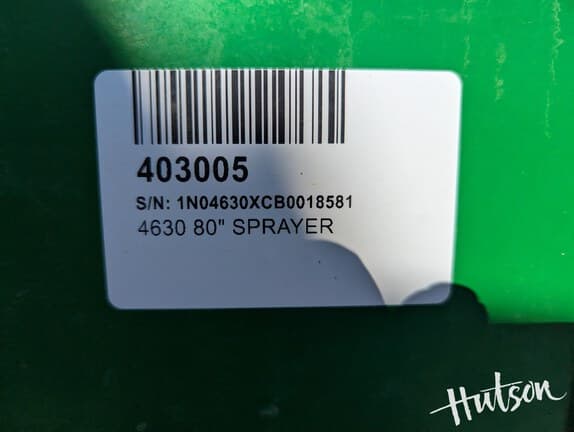 403005
S/N: 1N04630XCB0018581
4630 80" SPRAYER
Hutson